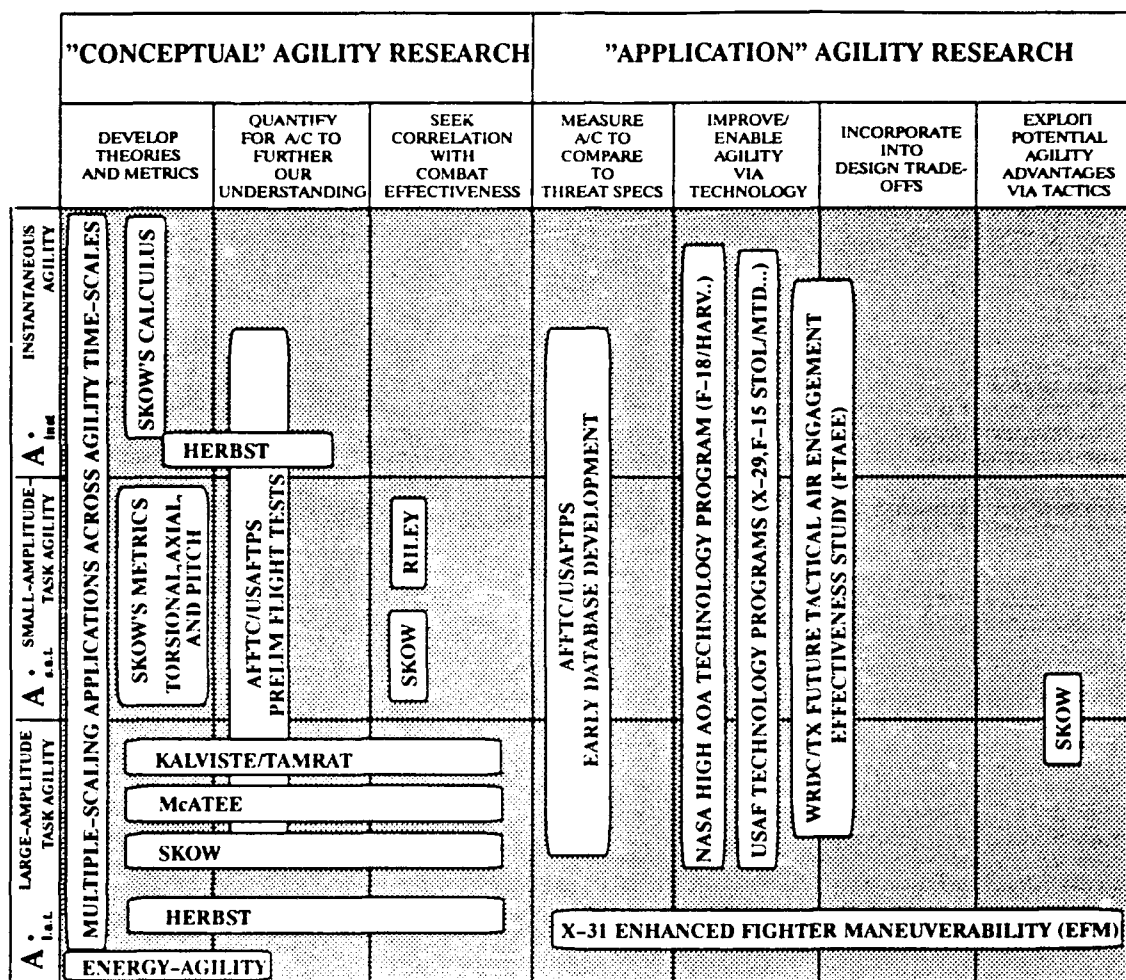 "CONCEPTUAL" AGILITY RESEARCH
"APPLICATION" AGILITY RESEARCH
DEVELOP
THEORIES
AND METRICS
QUANTIFY
FOR A/C TO
FURTHER
OUR
UNDERSTANDING
SEEK
CORRELATION
WITH
COMBAT
EFFECTIVENESS
MEASURE
A/C TO
COMPARE
TO
THREAT SPECS
IMPROVE/
ENABLE
AGILITY
VIA
TECHNOLOGY
INCORPORATE
INTO
DESIGN TRADE-
OFFS
EXPLOIT
POTENTIAL
AGILITY
ADVANTAGES
VIA TACTICS
INSTANTANEOUS
AGILITY
A • inst
SMALL-AMPLITUDE-
TASK AGILITY
A • s.a.t.
LARGE-AMPLITUDE
TASK AGILITY
A • l.a.t.
MULTIPLE-SCALING APPLICATIONS ACROSS AGILITY TIME-SCALES
SKOW'S CALCULUS
HERBST
SKOW'S METRICS
TORSIONAL, AXIAL,
AND PITCH
AFFTC/USAFTPS
PRELIM FLIGHT TESTS
RILEY
SKOW
KALVISTE/TAMRAT
McATEE
SKOW
HERBST
ENERGY-AGILITY
AFFTC/USAFTPS
EARLY DATABASE DEVELOPMENT
NASA HIGH AOA TECHNOLOGY PROGRAM (F-18/HARV..)
USAF TECHNOLOGY PROGRAMS (X-29, F-15 STOL/MTD...)
WRDC/TX FUTURE TACTICAL AIR ENGAGEMENT
EFFECTIVENESS STUDY (FTAEE)
SKOW
X-31 ENHANCED FIGHTER MANEUVERABILITY (EFM)